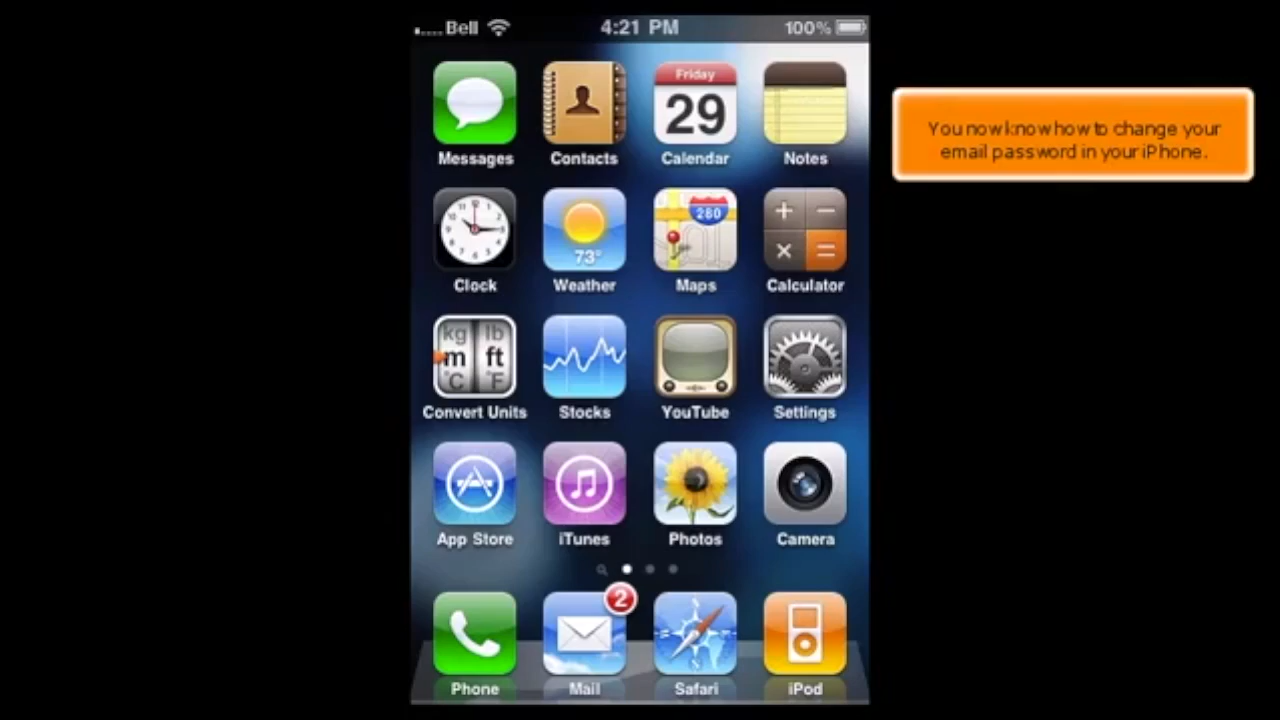 Bell 4:21 PM 100%
You now know how to change your
email password in your iPhone.
Friday
29
Messages Contacts Calendar Notes
12
280
73°
+ −
× =
Clock Weather Maps Calculator
kg lb
m ft
°C °F
Convert Units Stocks YouTube Settings
App Store iTunes Photos Camera
2
Phone Mail Safari iPod